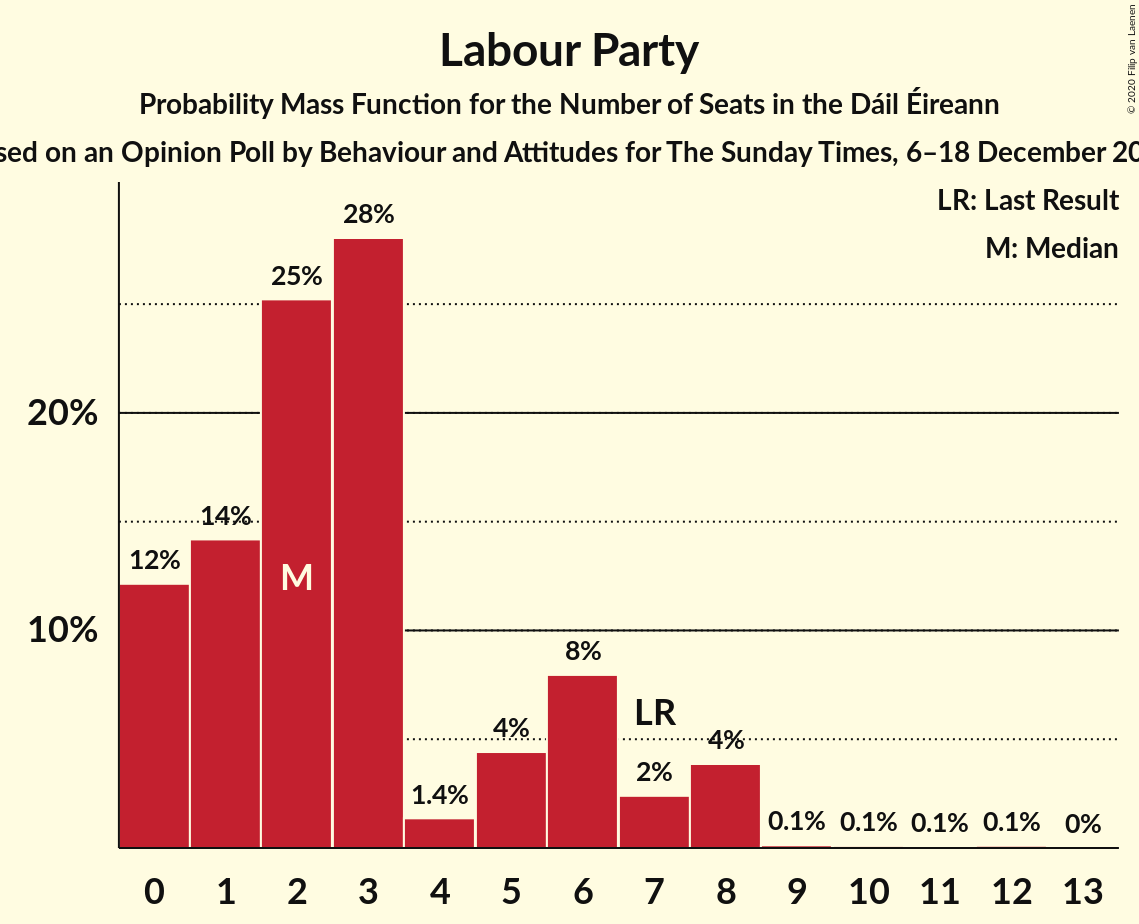 © 2020 Filip van Laenen
Labour Party
Probability Mass Function for the Number of Seats in the Dáil Éireann
sed on an Opinion Poll by Behaviour and Attitudes for The Sunday Times, 6–18 December 20
LR: Last Result
M: Median
28%
25%
20%
14%
12%
M
10%
8%
LR
4%
4%
2%
1.4%
0.1%
0.1%
0.1%
0.1%
0%
0 1 2 3 4 5 6 7 8 9 10 11 12 13